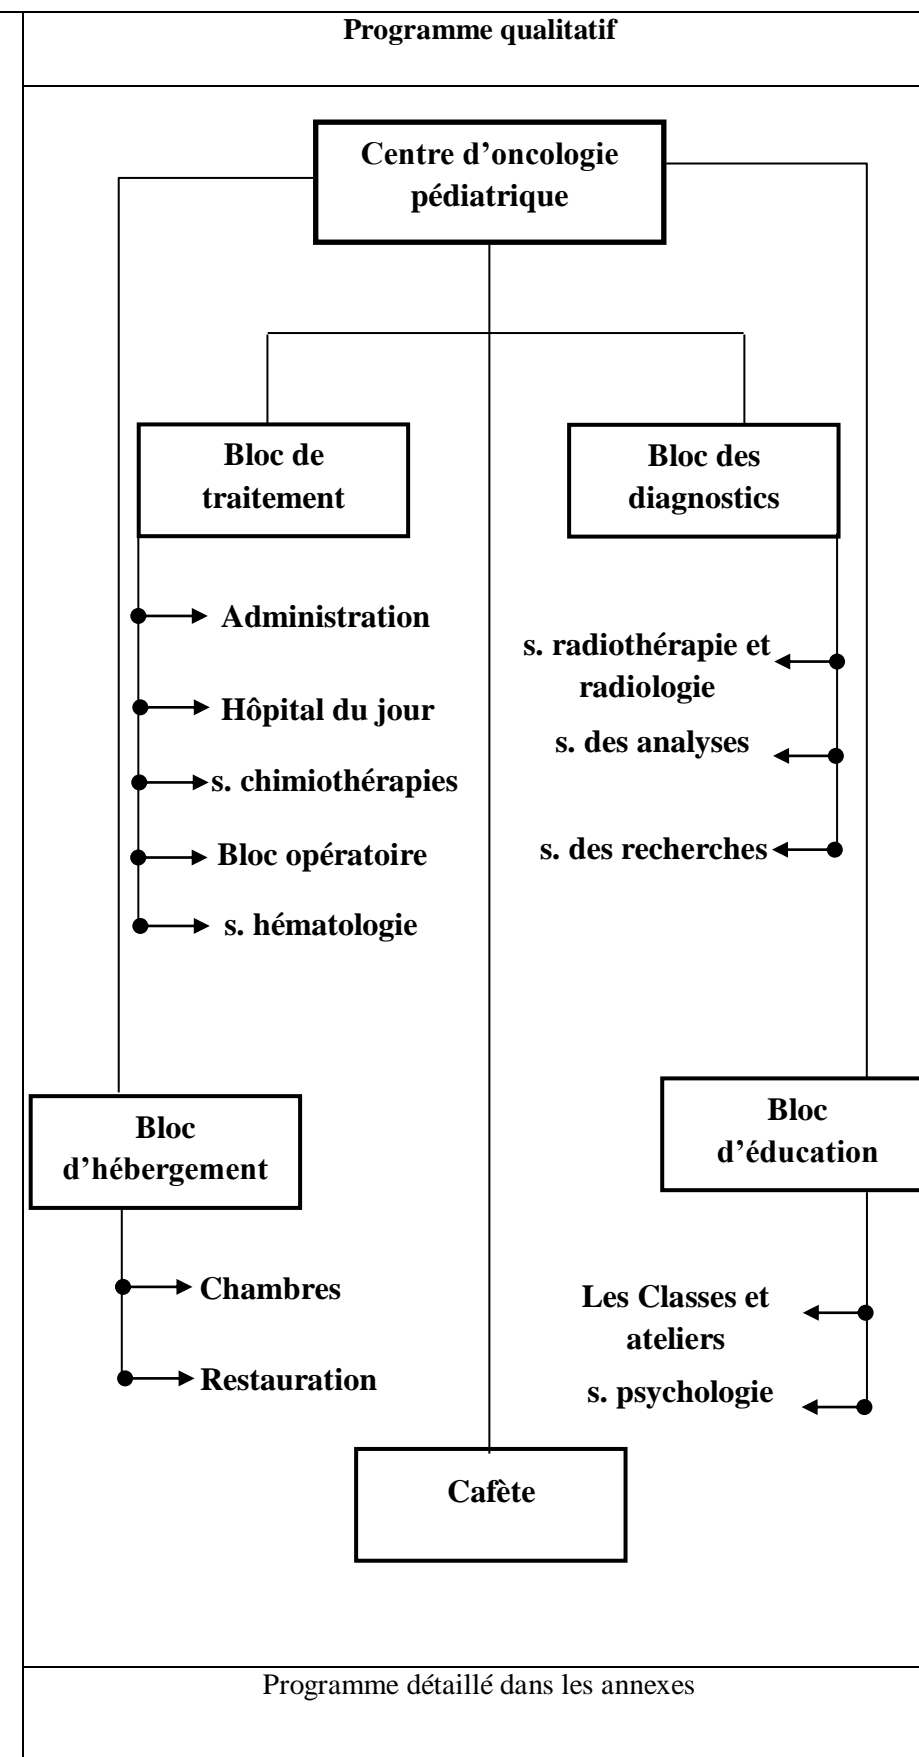 Programme qualitatif
Centre d’oncologie
pédiatrique
Bloc de
traitement
Bloc des
diagnostics
Administration
Hôpital du jour
s. chimiothérapies
Bloc opératoire
s. hématologie
s. radiothérapie et
radiologie
s. des analyses
s. des recherches
Bloc
d’hébergement
Bloc
d’éducation
Chambres
Restauration
Les Classes et
ateliers
s. psychologie
Cafète
Programme détaillé dans les annexes